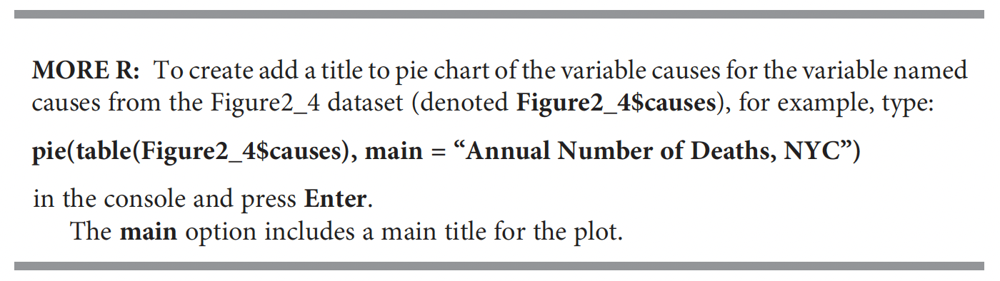 MORE R: To create add a title to pie chart of the variable causes for the variable named
causes from the Figure2_4 dataset (denoted Figure2_4$causes), for example, type:
pie(table(Figure2_4$causes), main = “Annual Number of Deaths, NYC”)
in the console and press Enter.
The main option includes a main title for the plot.